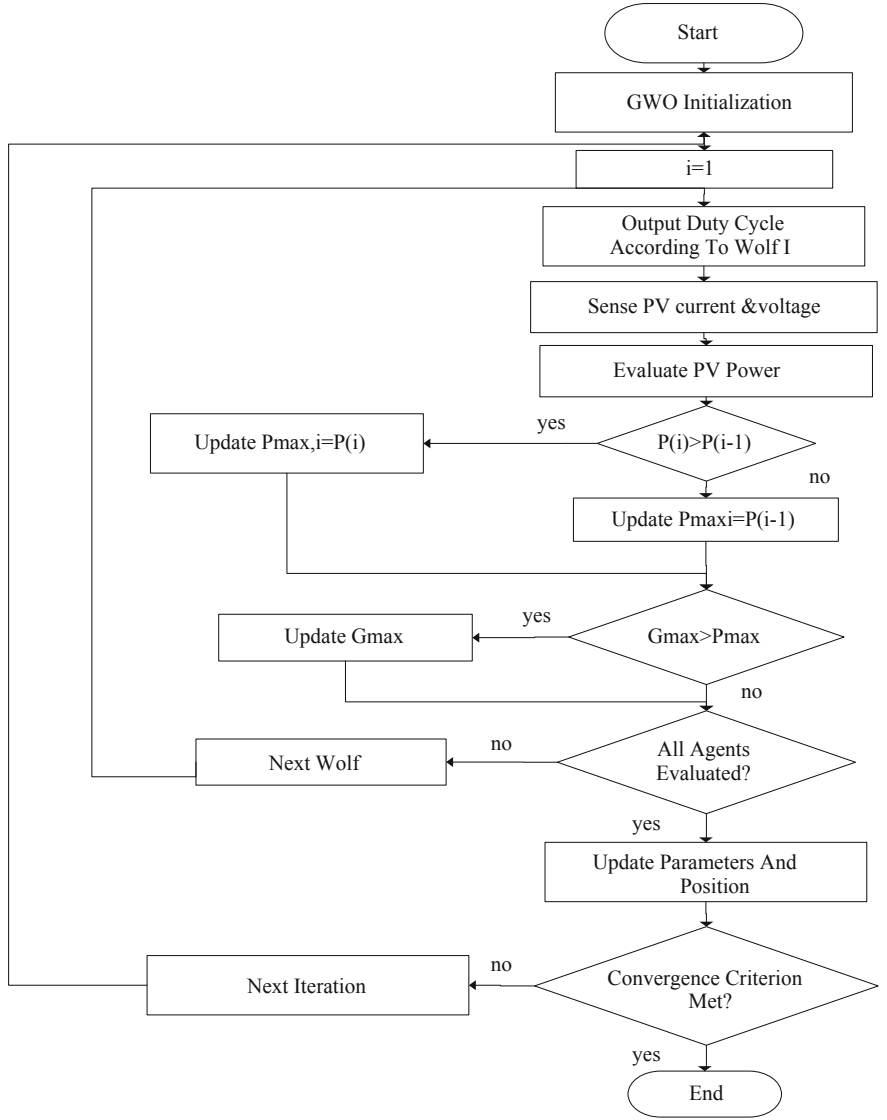 Start
GWO Initialization
i=1
Output Duty Cycle
According To Wolf I
Sense PV current &voltage
Evaluate PV Power
yes
P(i)>P(i-1)
Update Pmax,i=P(i)
no
Update Pmaxi=P(i-1)
yes
Gmax>Pmax
Update Gmax
no
no
All Agents
Evaluated?
Next Wolf
yes
Update Parameters And
Position
no
Convergence Criterion
Met?
Next Iteration
yes
End